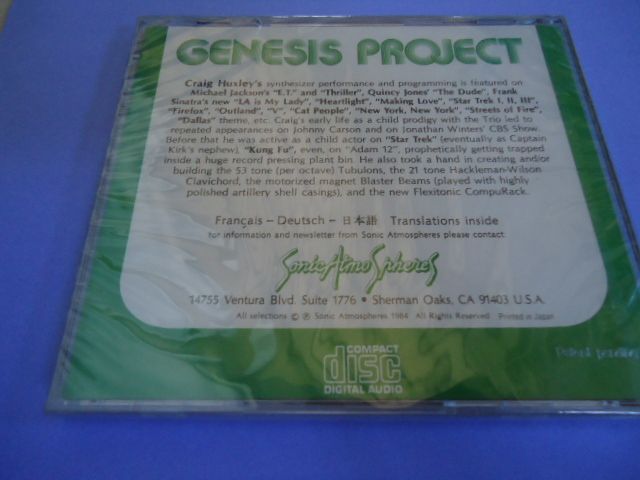 GENESIS PROJECT
Craig Huxley's synthesizer performance and programming is featured on
Michael Jackson's "E.T." and "Thriller", Quincy Jones' "The Dude", Frank
Sinatra's new "LA is My Lady", "Heartlight", "Making Love", "Star Trek I, II, III",
"Firefox", "Outland", "V", "Cat People", "New York, New York", "Streets of Fire",
"Dallas" theme, etc. Craig's early life as a child prodigy with the Trio led to
repeated appearances on Johnny Carson and on Jonathan Winters' CBS Show.
Before that he was active as a child actor on "Star Trek" (eventually as Captain
Kirk's nephew), "Kung Fu", even, on "Adam 12", prophetically getting trapped
inside a huge record pressing plant bin. He also took a hand in creating and/or
building the 53 tone (per octave) Tubulons, the 21 tone Hackleman-Wilson
Clavichord, the motorized magnet Blaster Beams (played with highly
polished artillery shell casings), and the new Flexitonic CompuRack.
Français – Deutsch – 日本語 Translations inside
for information and newsletter from Sonic Atmospheres please contact:
Sonic AtmoSpheres
14755 Ventura Blvd. Suite 1776 • Sherman Oaks, CA 91403 U.S.A.
All selections © ℗ Sonic Atmospheres 1984 All Rights Reserved Printed in Japan
COMPACT
disc
DIGITAL AUDIO